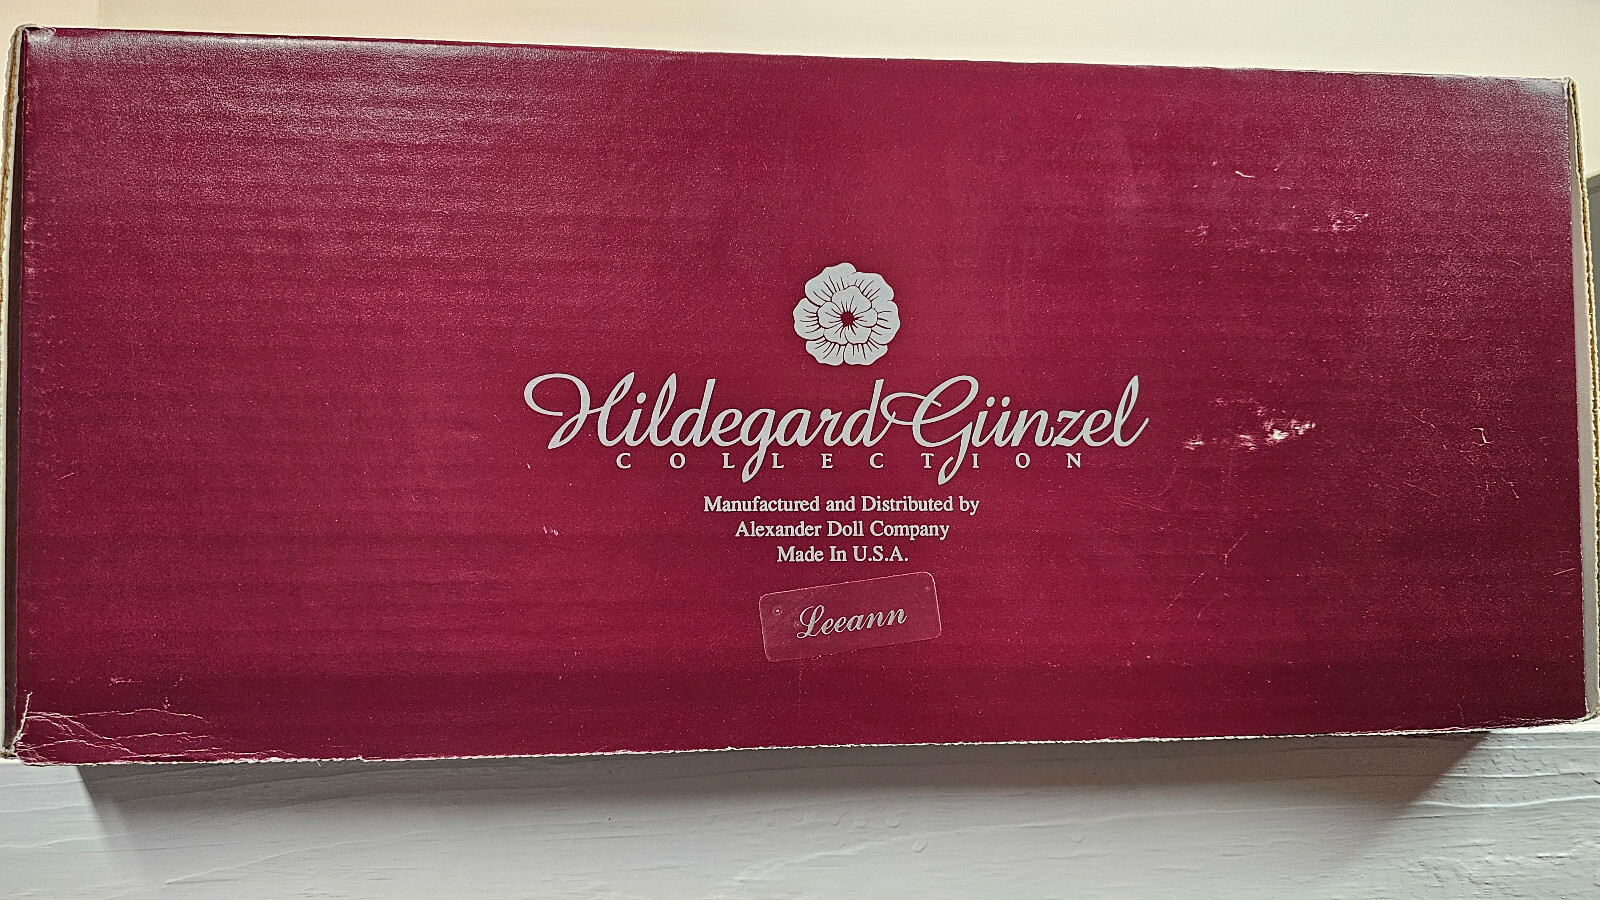 Hildegard Günzel
COLLECTION
Manufactured and Distributed by
Alexander Doll Company
Made In U.S.A.
Leeann